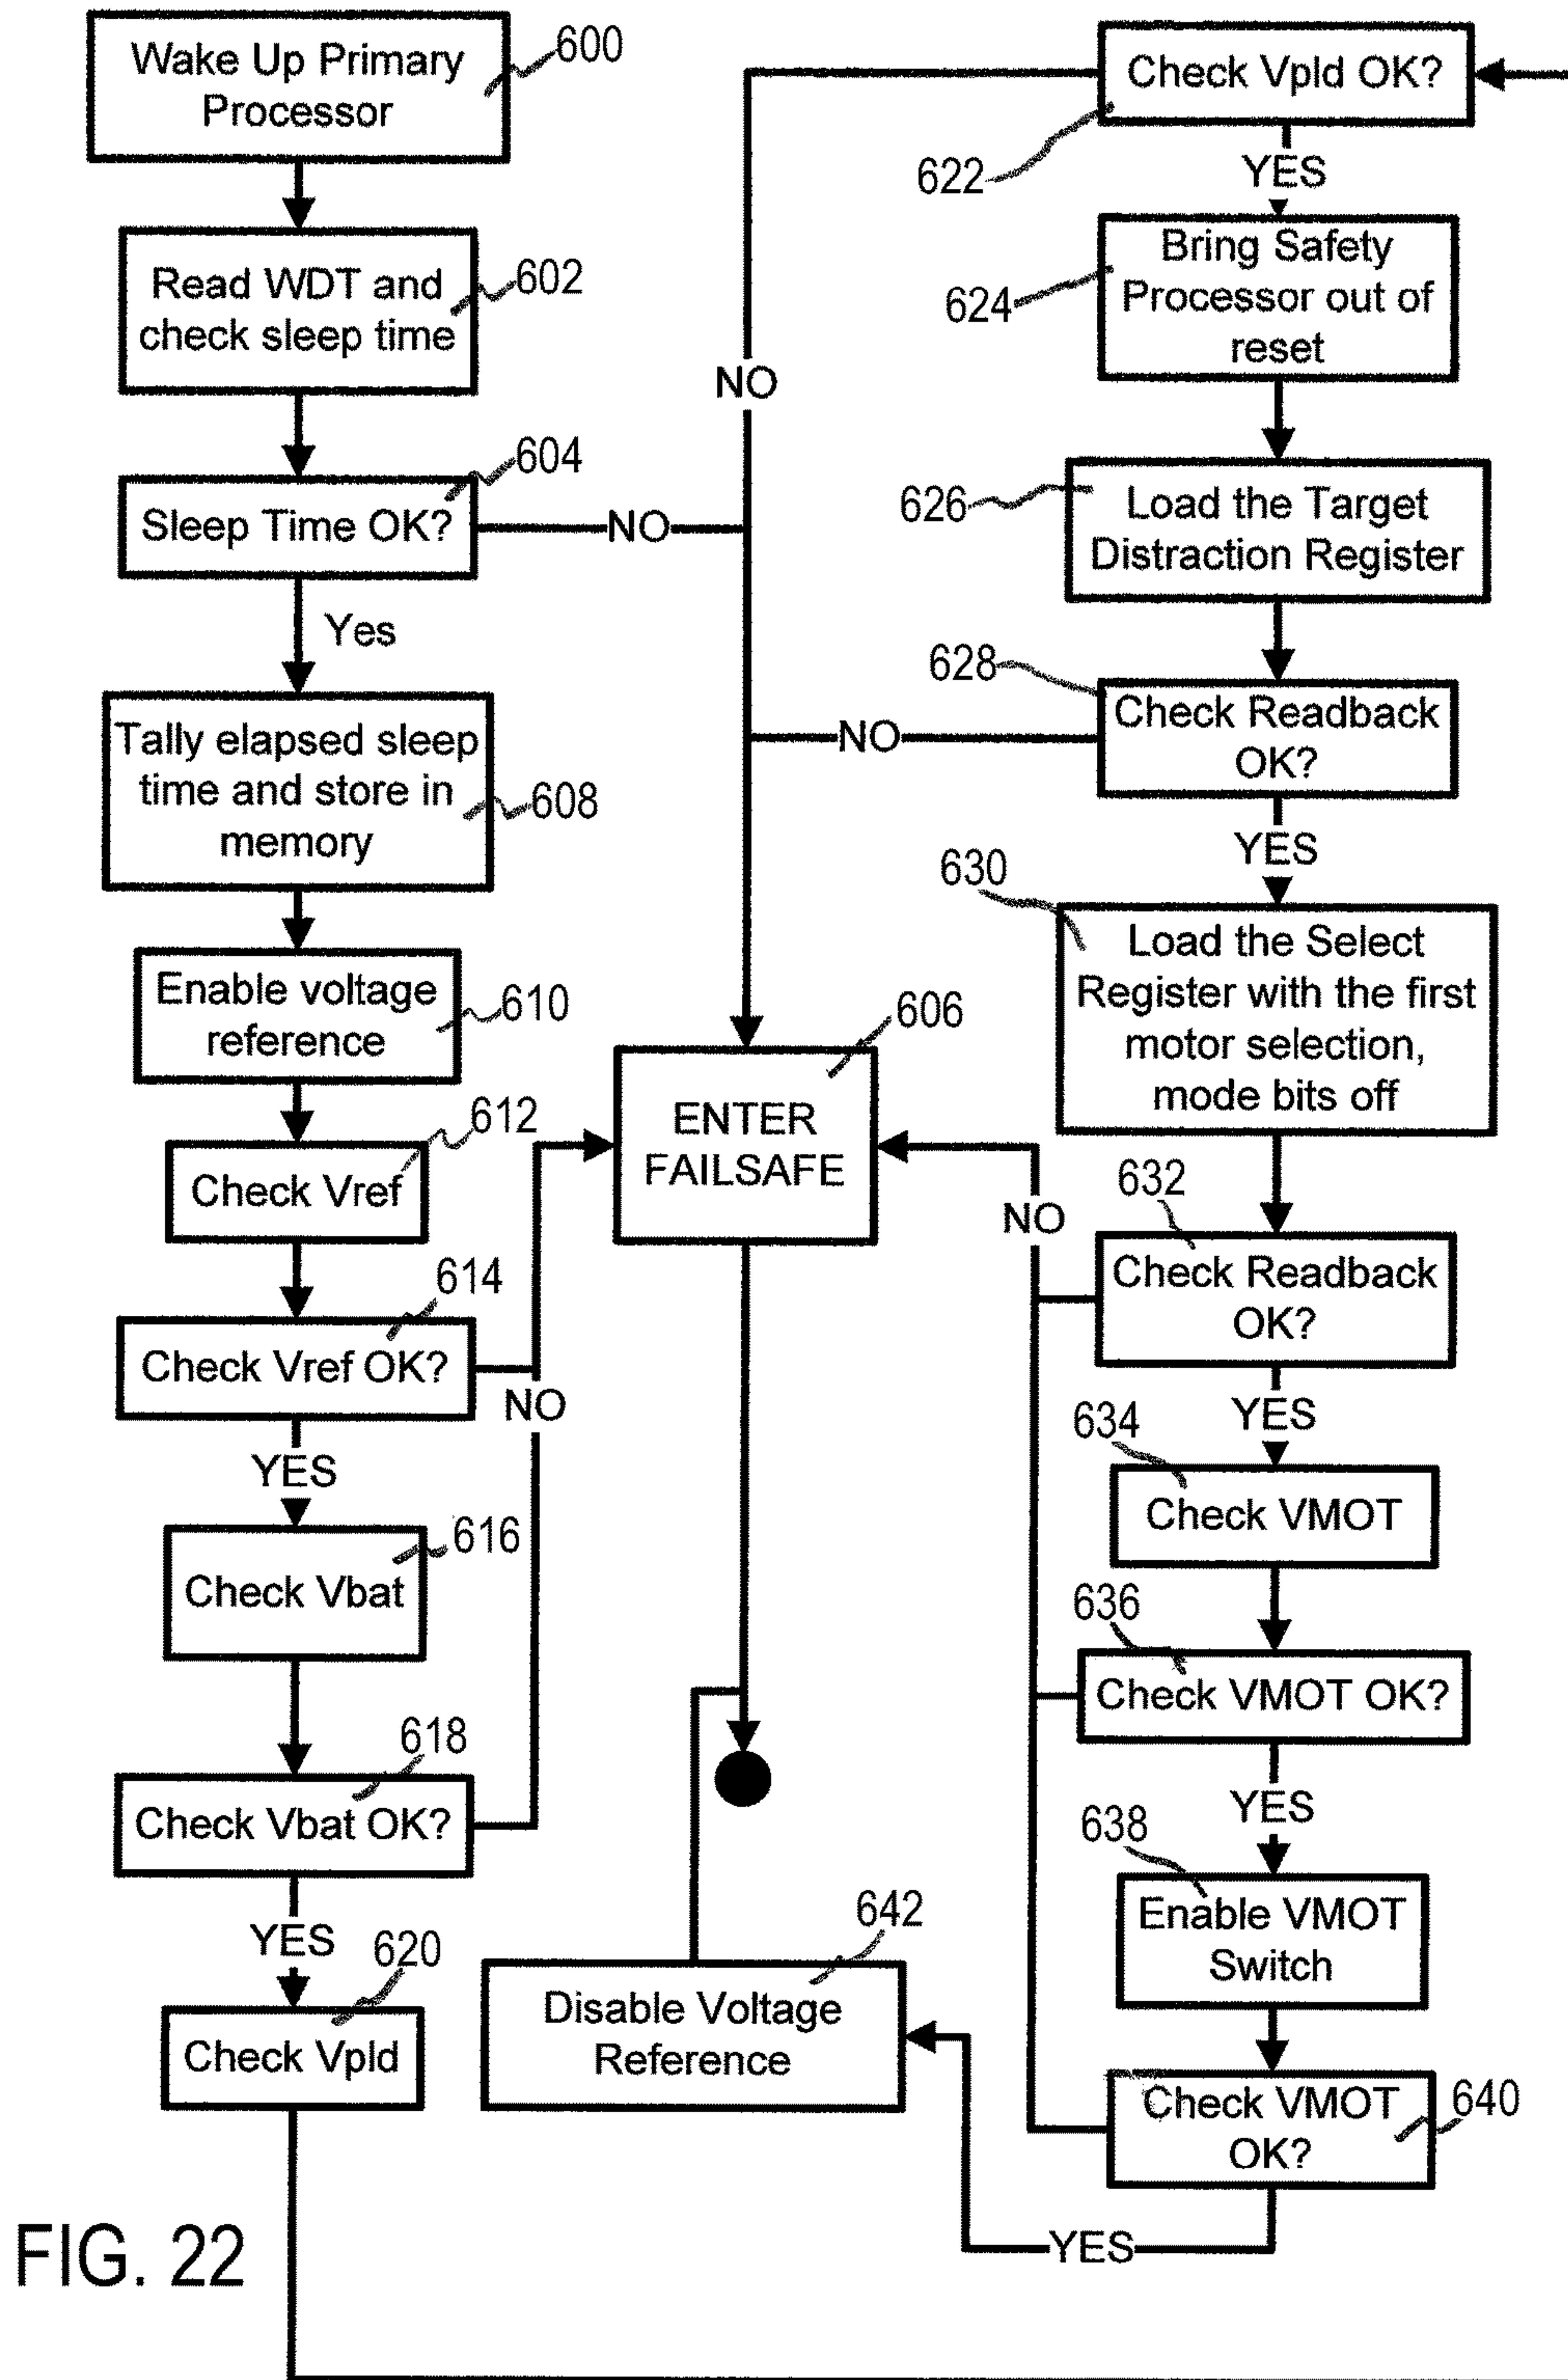 Wake Up Primary
Processor
600
Read WDT and
check sleep time
602
604
Sleep Time OK?
NO
Yes
Tally elapsed sleep
time and store in
memory
608
Enable voltage
reference
610
612
Check Vref
614
Check Vref OK?
NO
YES
616
Check Vbat
618
Check Vbat OK?
YES
620
Check Vpld
Check Vpld OK?
622
NO
YES
Bring Safety
Processor out of
reset
624
626
Load the Target
Distraction Register
628
Check Readback
OK?
NO
YES
630
Load the Select
Register with the first
motor selection,
mode bits off
606
ENTER
FAILSAFE
NO
632
Check Readback
OK?
YES
634
Check VMOT
636
Check VMOT OK?
YES
638
Enable VMOT
Switch
640
Check VMOT
OK?
YES
642
Disable Voltage
Reference
FIG. 22